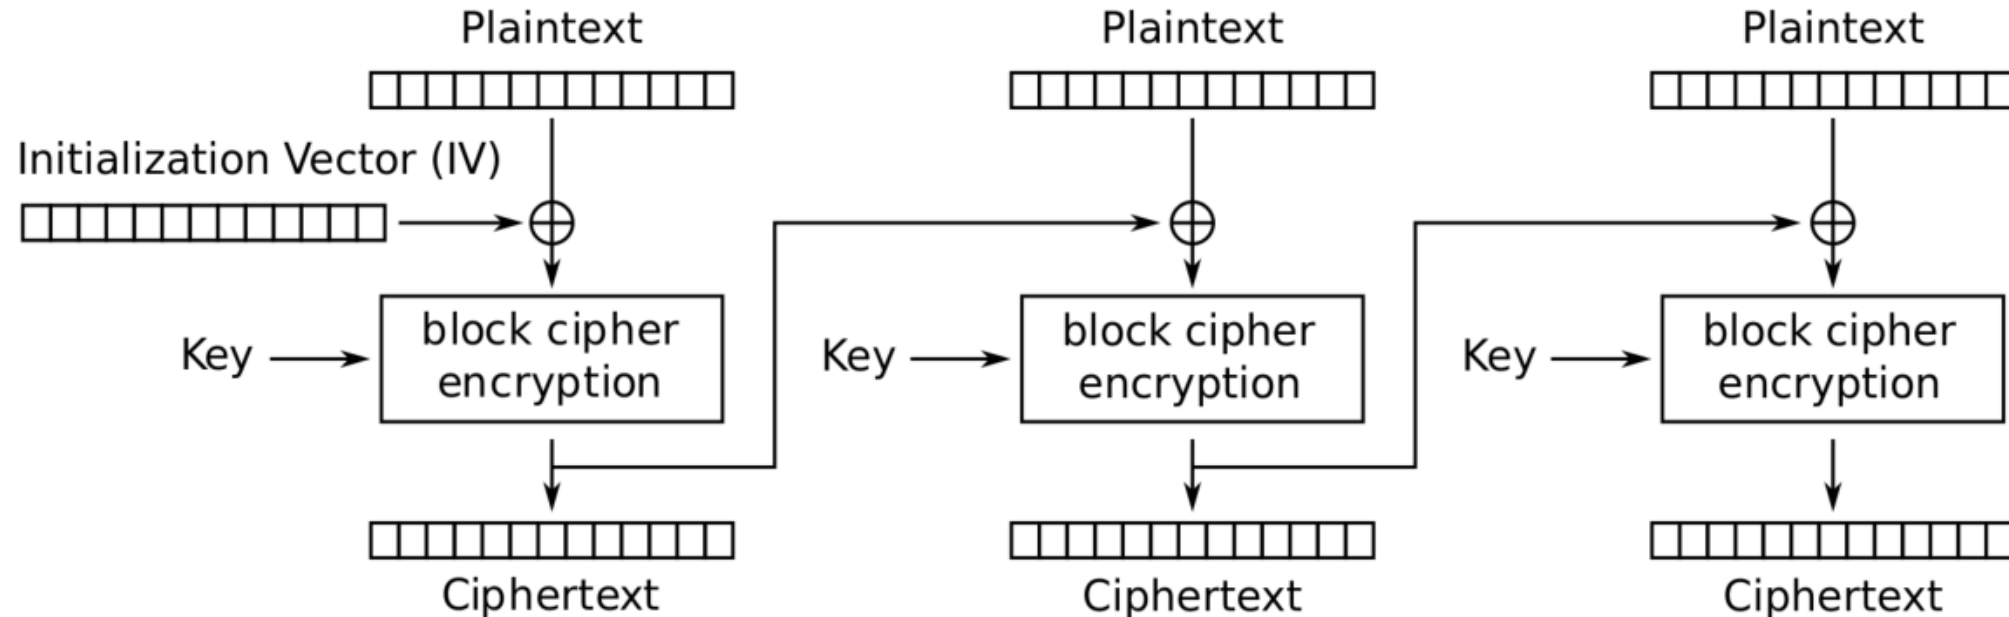 Plaintext
Plaintext
Plaintext
Initialization Vector (IV)
Key
block cipher
encryption
Key
block cipher
encryption
Key
block cipher
encryption
Ciphertext
Ciphertext
Ciphertext